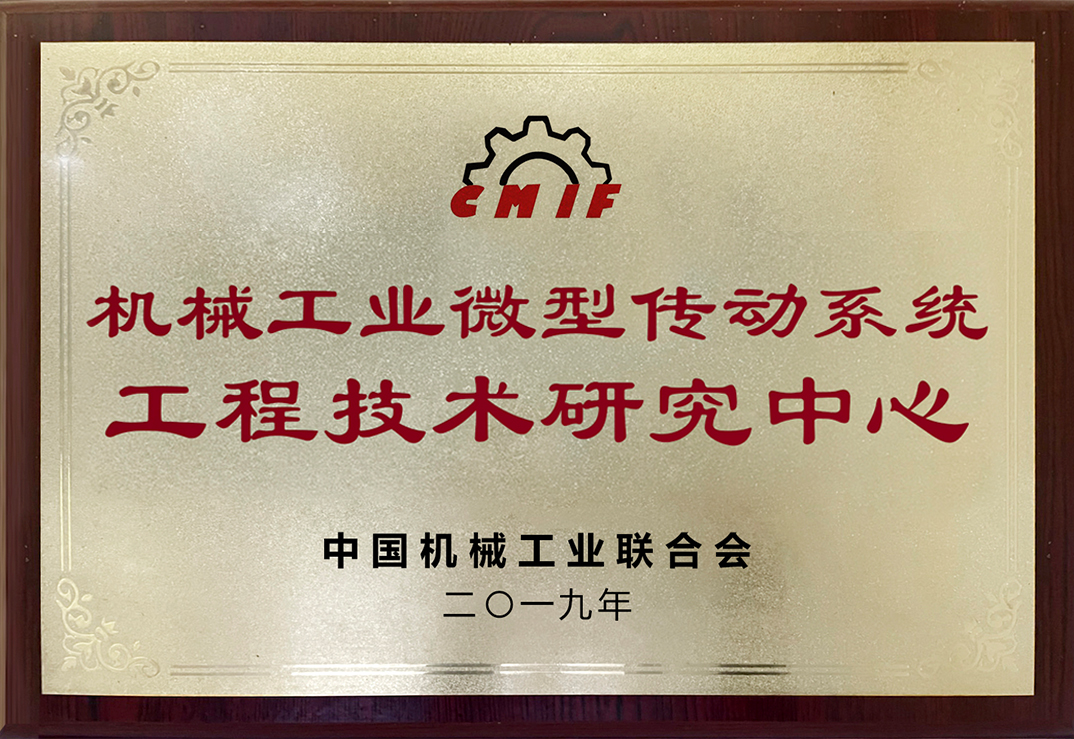 CMIF
机械工业微型传动系统
工程技术研究中心
中国机械工业联合会
二〇一九年